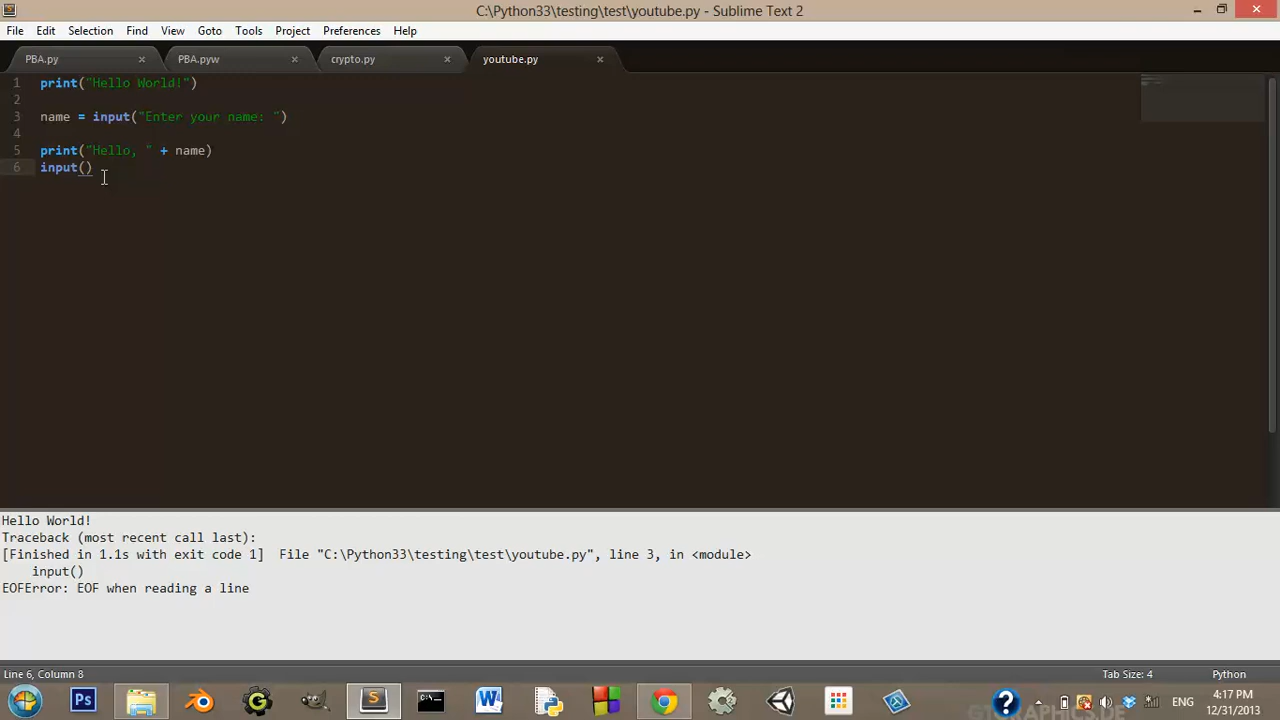 C:\Python33\testing\test\youtube.py - Sublime Text 2
File Edit Selection Find View Goto Tools Project Preferences Help
PBA.py PBA.pyw crypto.py youtube.py
1 print("Hello World!")
2
3 name = input("Enter your name: ")
4
5 print("Hello, " + name)
6 input()
Hello World!
Traceback (most recent call last):
[Finished in 1.1s with exit code 1]  File "C:\Python33\testing\test\youtube.py", line 3, in <module>
    input()
EOFError: EOF when reading a line
Line 6, Column 8 Tab Size: 4 Python
Ps ENG 4:17 PM
12/31/2013